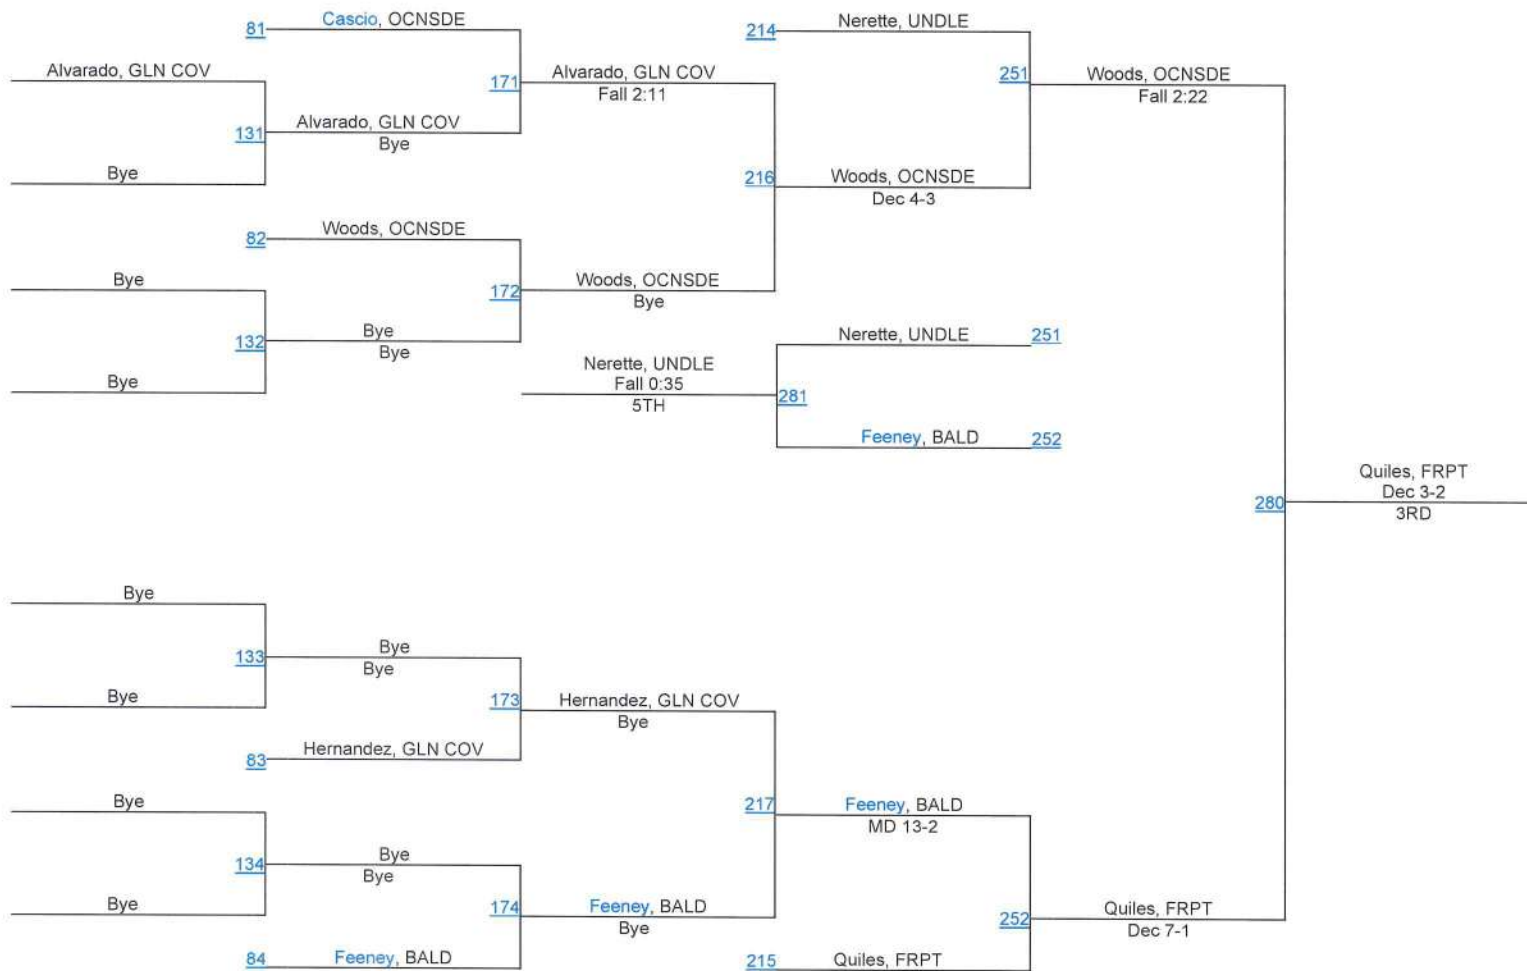 81 Cascio, OCNSDE
214 Nerette, UNDLE
Alvarado, GLN COV
171 Alvarado, GLN COV
Fall 2:11
251 Woods, OCNSDE
Fall 2:22
131 Alvarado, GLN COV
Bye
Bye
216 Woods, OCNSDE
Dec 4-3
82 Woods, OCNSDE
Bye
172 Woods, OCNSDE
Bye
132 Bye
Bye
Nerette, UNDLE 251
Bye
Nerette, UNDLE
Fall 0:35
5TH
281
Feeney, BALD 252
280 Quiles, FRPT
Dec 3-2
3RD
Bye
133 Bye
Bye
Bye
173 Hernandez, GLN COV
Bye
83 Hernandez, GLN COV
Bye
217 Feeney, BALD
MD 13-2
134 Bye
Bye
Bye
174 Feeney, BALD
Bye
252 Quiles, FRPT
Dec 7-1
84 Feeney, BALD
215 Quiles, FRPT